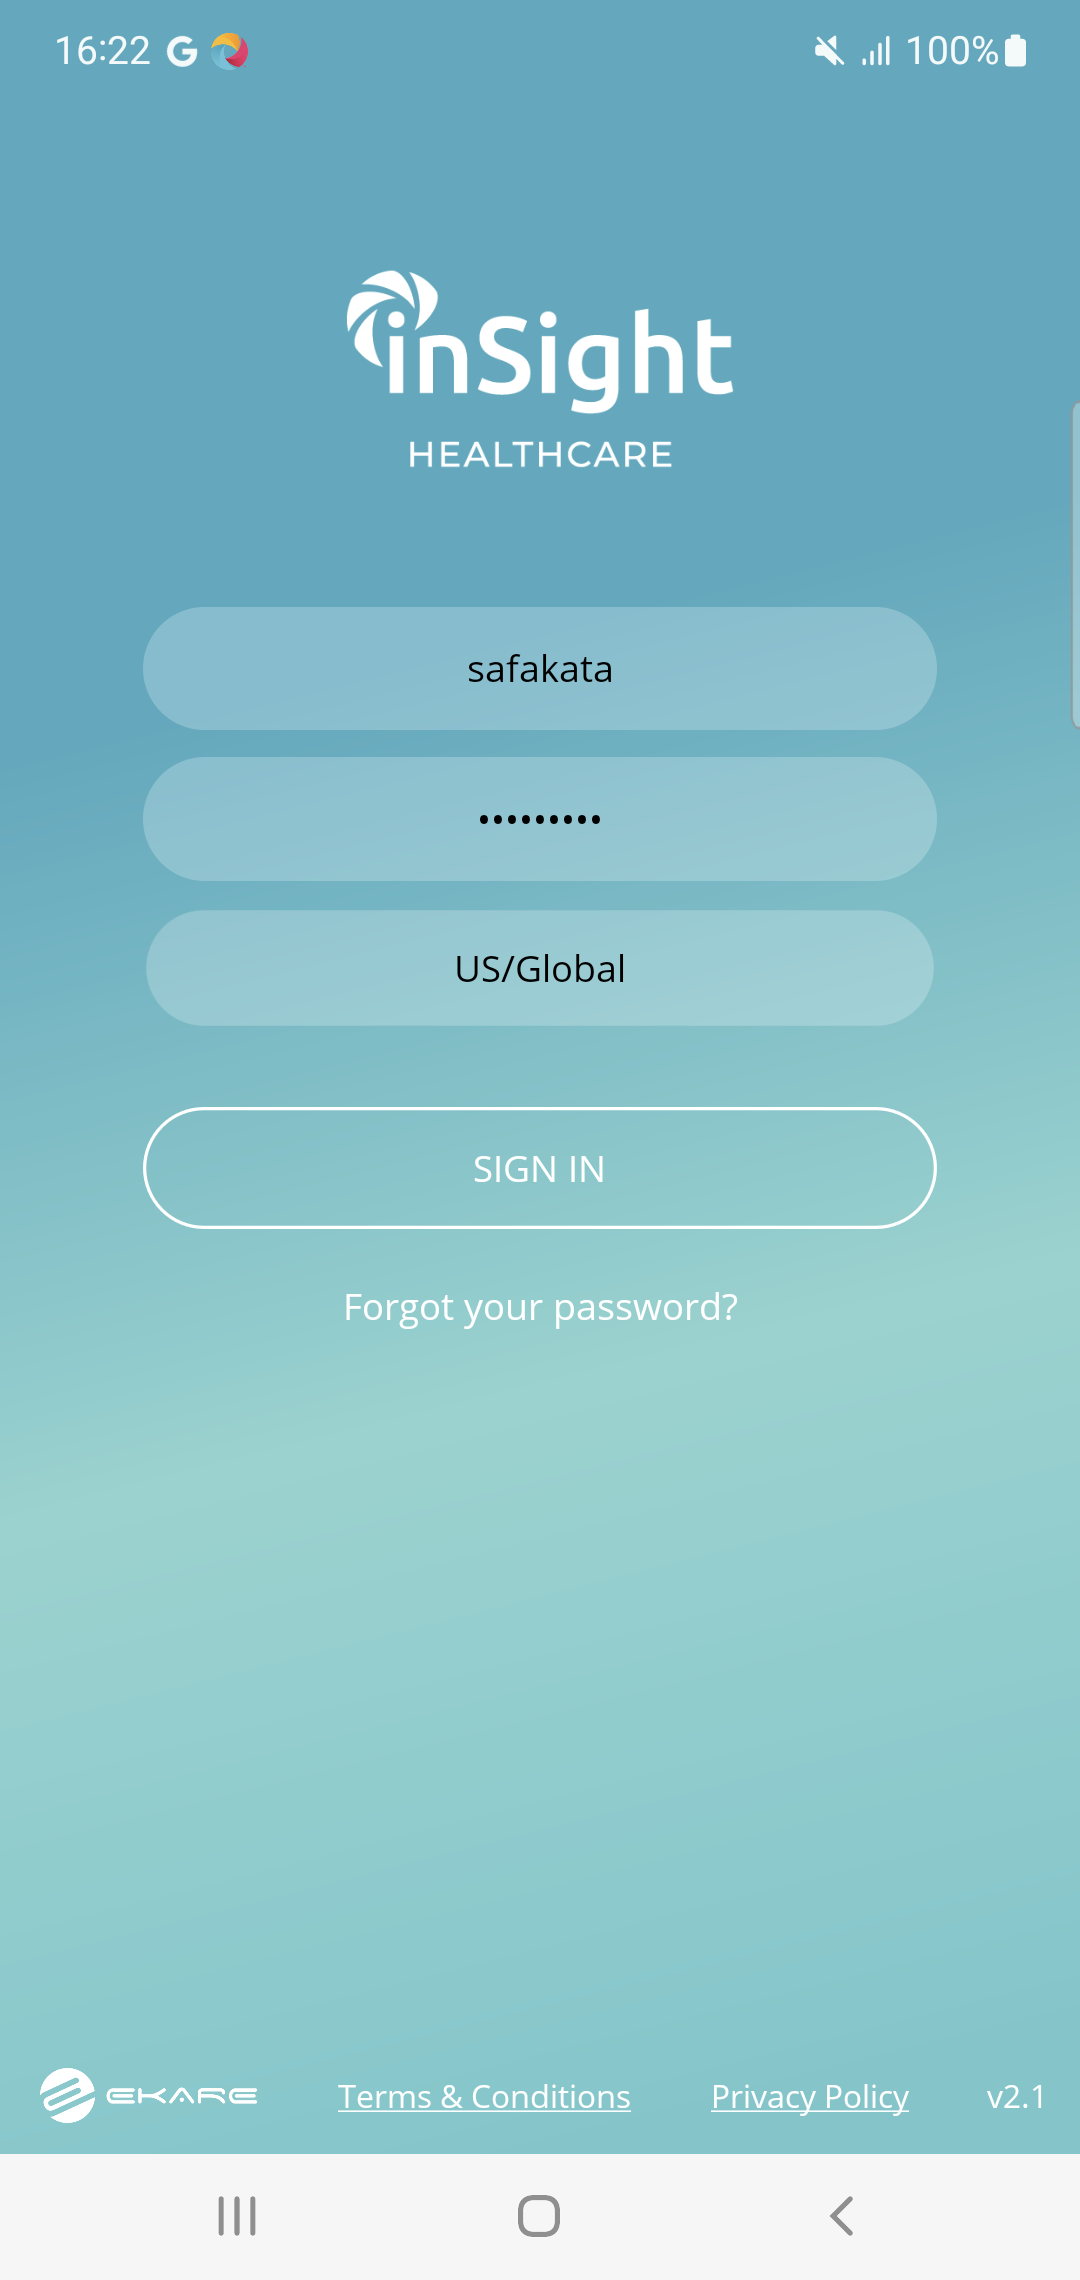 16:22
100%
inSight
HEALTHCARE
safakata
•••••••••
US/Global
SIGN IN
Forgot your password?
EKARE Terms & Conditions Privacy Policy v2.1